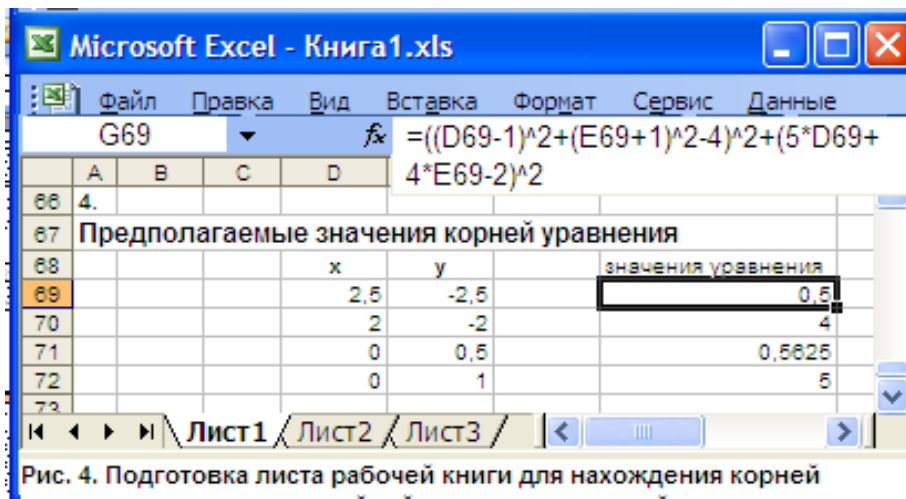 Microsoft Excel - Книга1.xls
Файл Правка Вид Вставка Формат Сервис Данные
G69 fx =((D69-1)^2+(E69+1)^2-4)^2+(5*D69+
4*E69-2)^2
A B C D
66 4.
67 Предполагаемые значения корней уравнения
68 x y значения уравнения
69 2,5 -2,5 0,5
70 2 -2 4
71 0 0,5 0,5625
72 0 1 5
73
Лист1 Лист2 Лист3
Рис. 4. Подготовка листа рабочей книги для нахождения корней